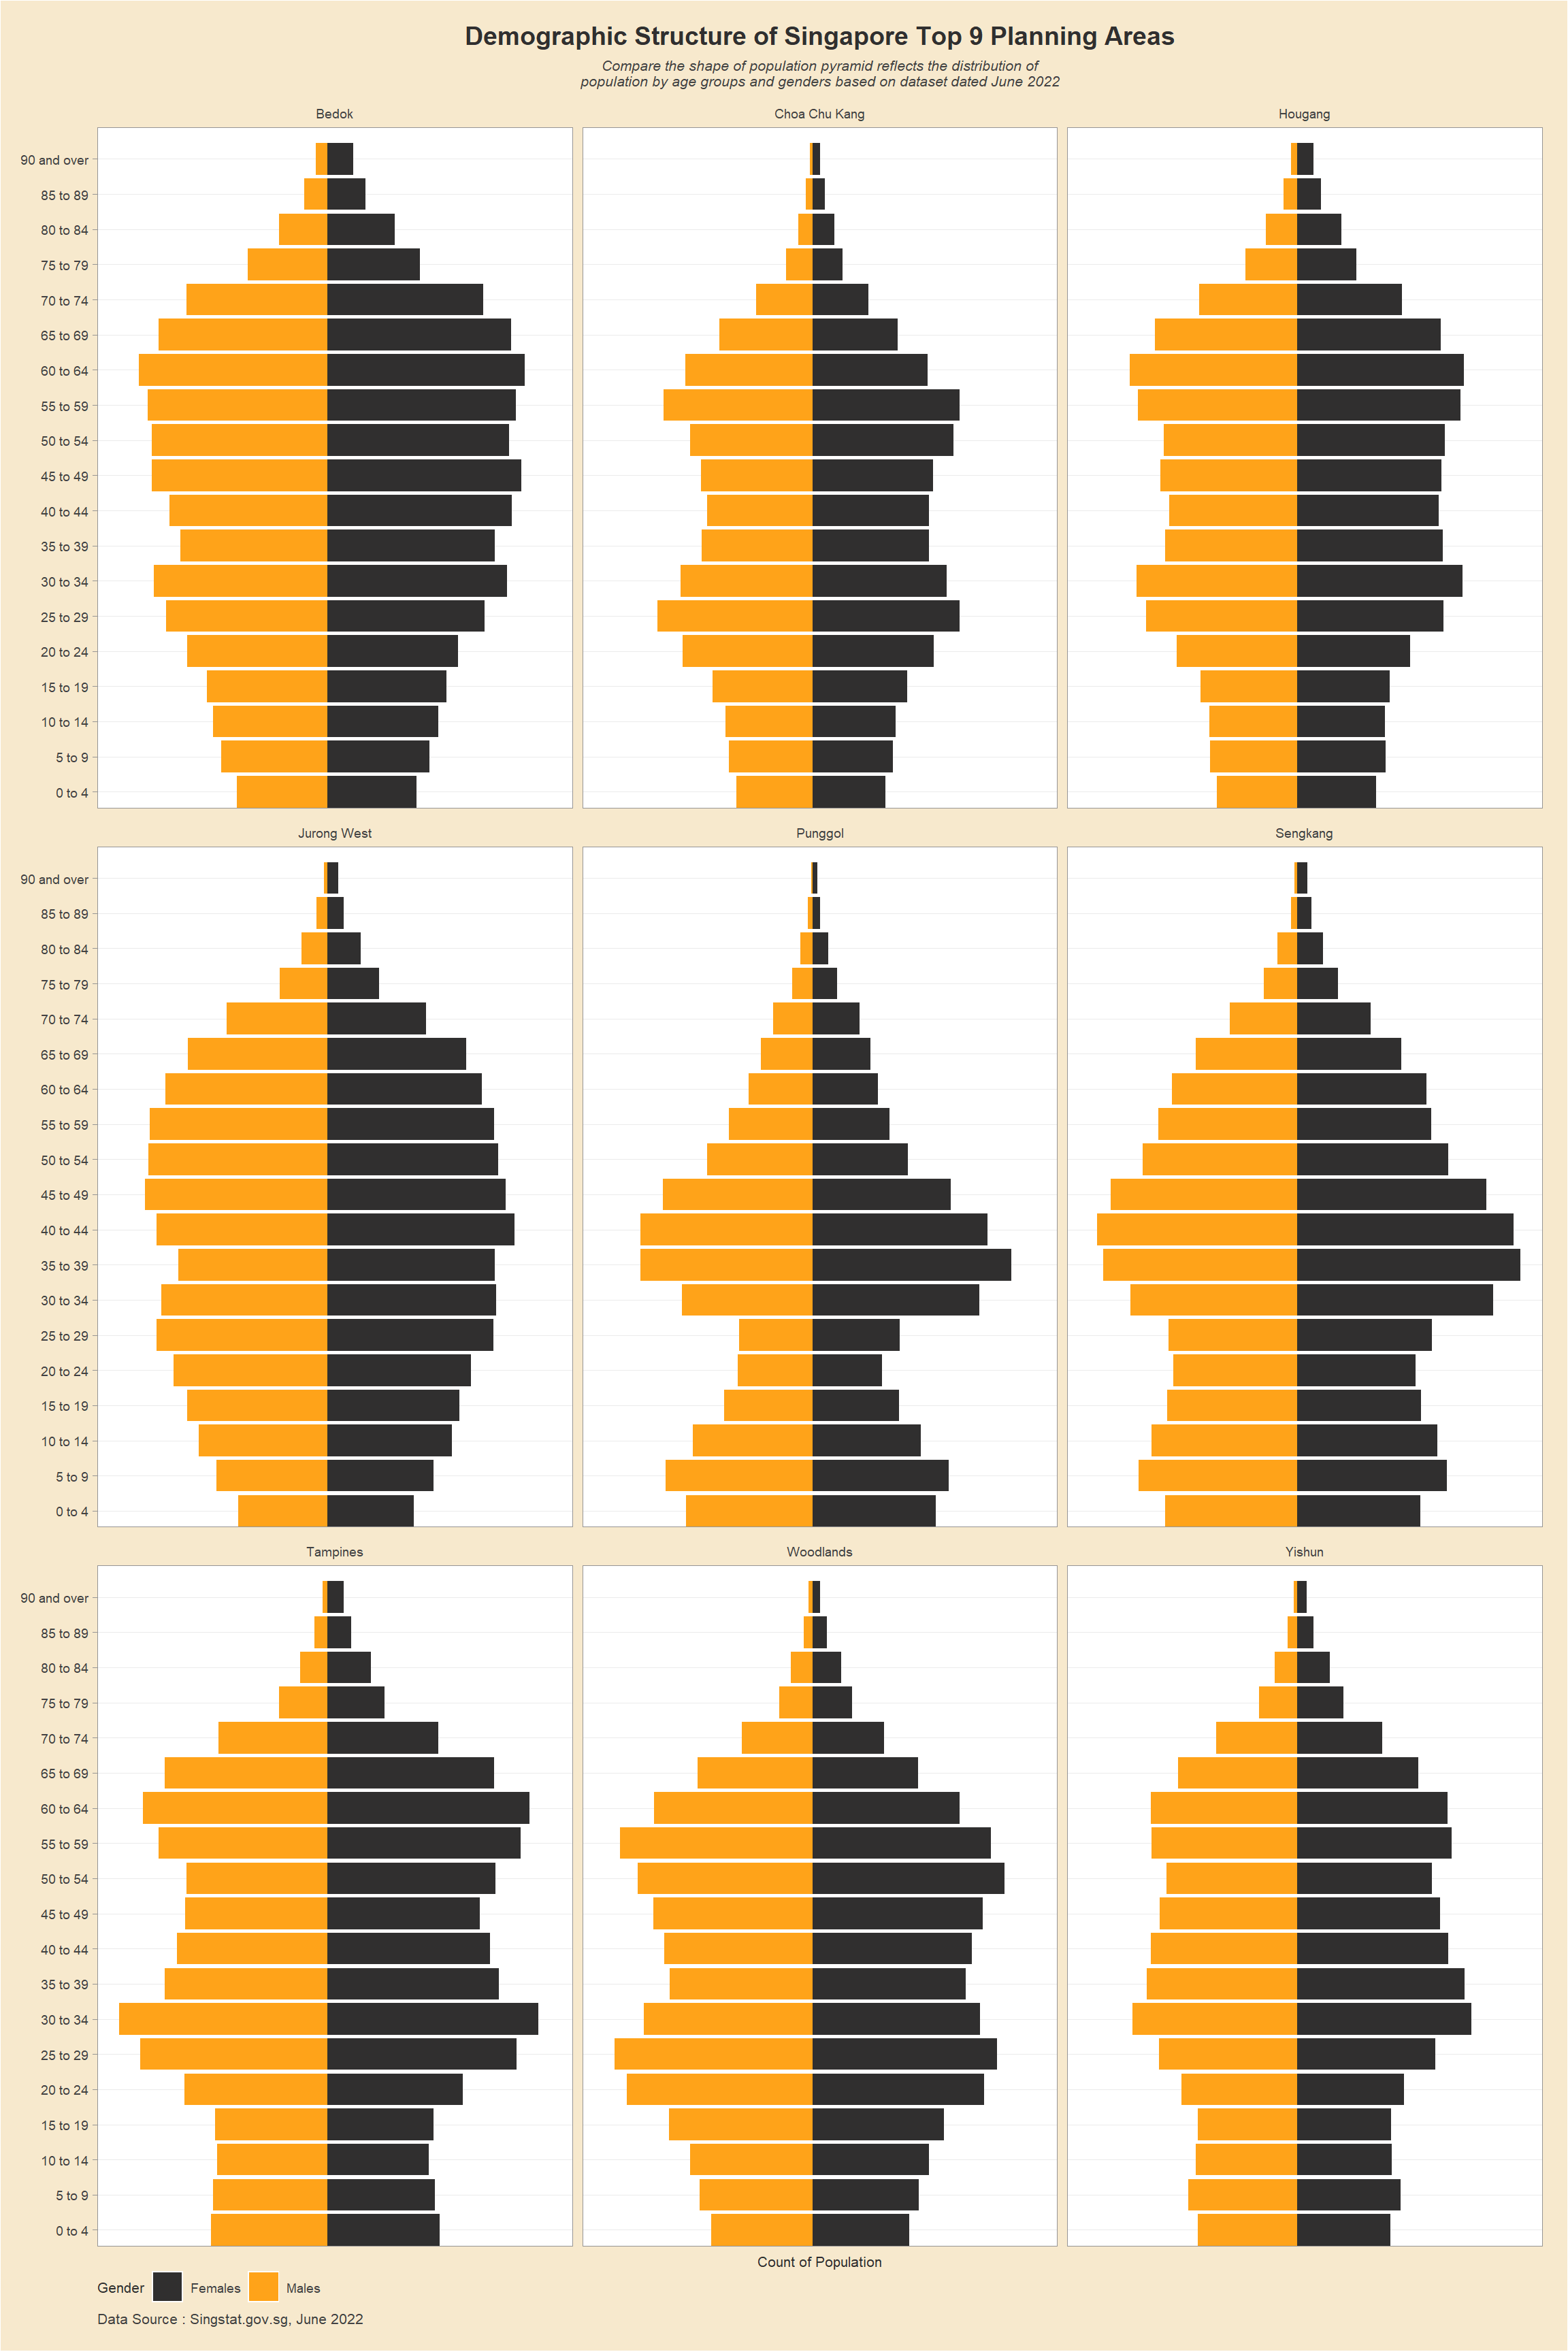 Demographic Structure of Singapore Top 9 Planning Areas
Compare the shape of population pyramid reflects the distribution of
population by age groups and genders based on dataset dated June 2022
Bedok
Choa Chu Kang
Hougang
90 and over
85 to 89
80 to 84
75 to 79
70 to 74
65 to 69
60 to 64
55 to 59
50 to 54
45 to 49
40 to 44
35 to 39
30 to 34
25 to 29
20 to 24
15 to 19
10 to 14
5 to 9
0 to 4
Jurong West
Punggol
Sengkang
90 and over
85 to 89
80 to 84
75 to 79
70 to 74
65 to 69
60 to 64
55 to 59
50 to 54
45 to 49
40 to 44
35 to 39
30 to 34
25 to 29
20 to 24
15 to 19
10 to 14
5 to 9
0 to 4
Tampines
Woodlands
Yishun
90 and over
85 to 89
80 to 84
75 to 79
70 to 74
65 to 69
60 to 64
55 to 59
50 to 54
45 to 49
40 to 44
35 to 39
30 to 34
25 to 29
20 to 24
15 to 19
10 to 14
5 to 9
0 to 4
Count of Population
Gender Females Males
Data Source : Singstat.gov.sg, June 2022